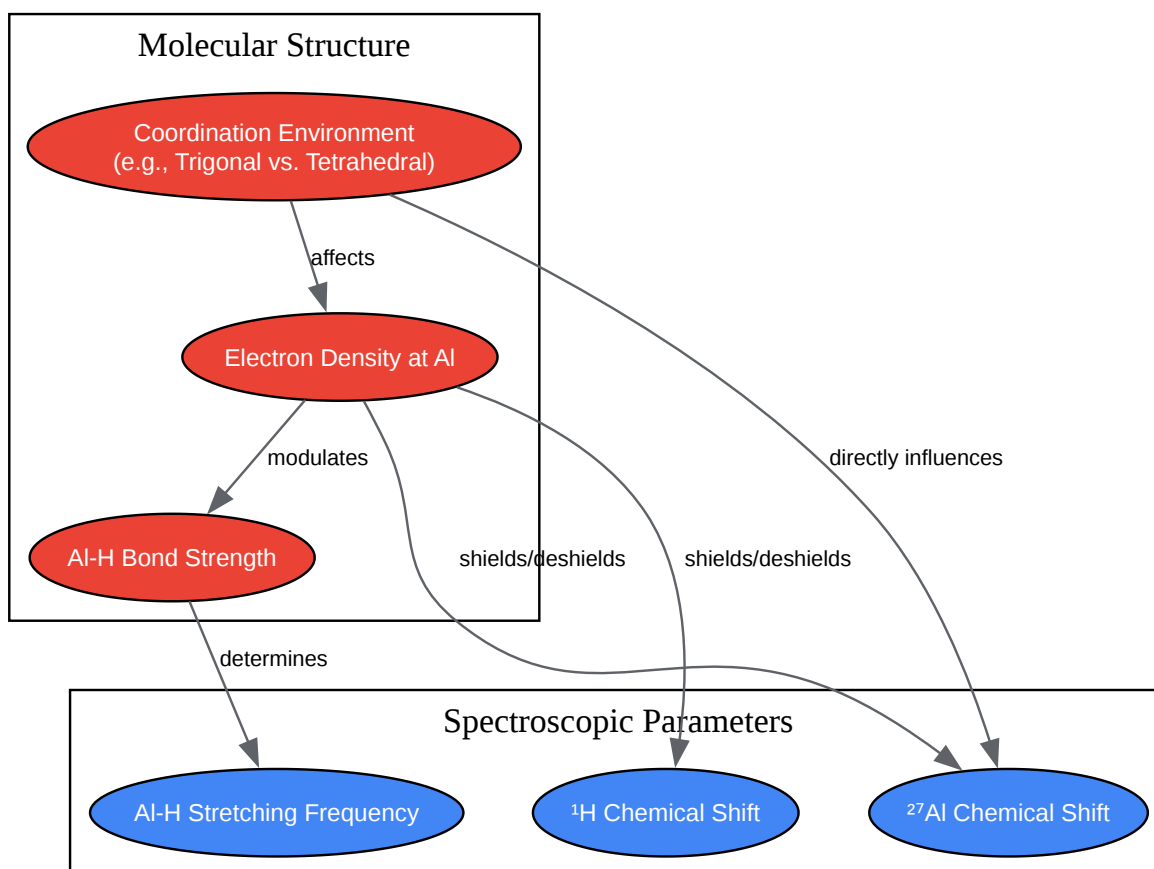 Molecular Structure
Coordination Environment
(e.g., Trigonal vs. Tetrahedral)
affects
Electron Density at Al
modulates
directly influences
Al-H Bond Strength
shields/deshields
shields/deshields
determines
Spectroscopic Parameters
Al-H Stretching Frequency
¹H Chemical Shift
²⁷Al Chemical Shift